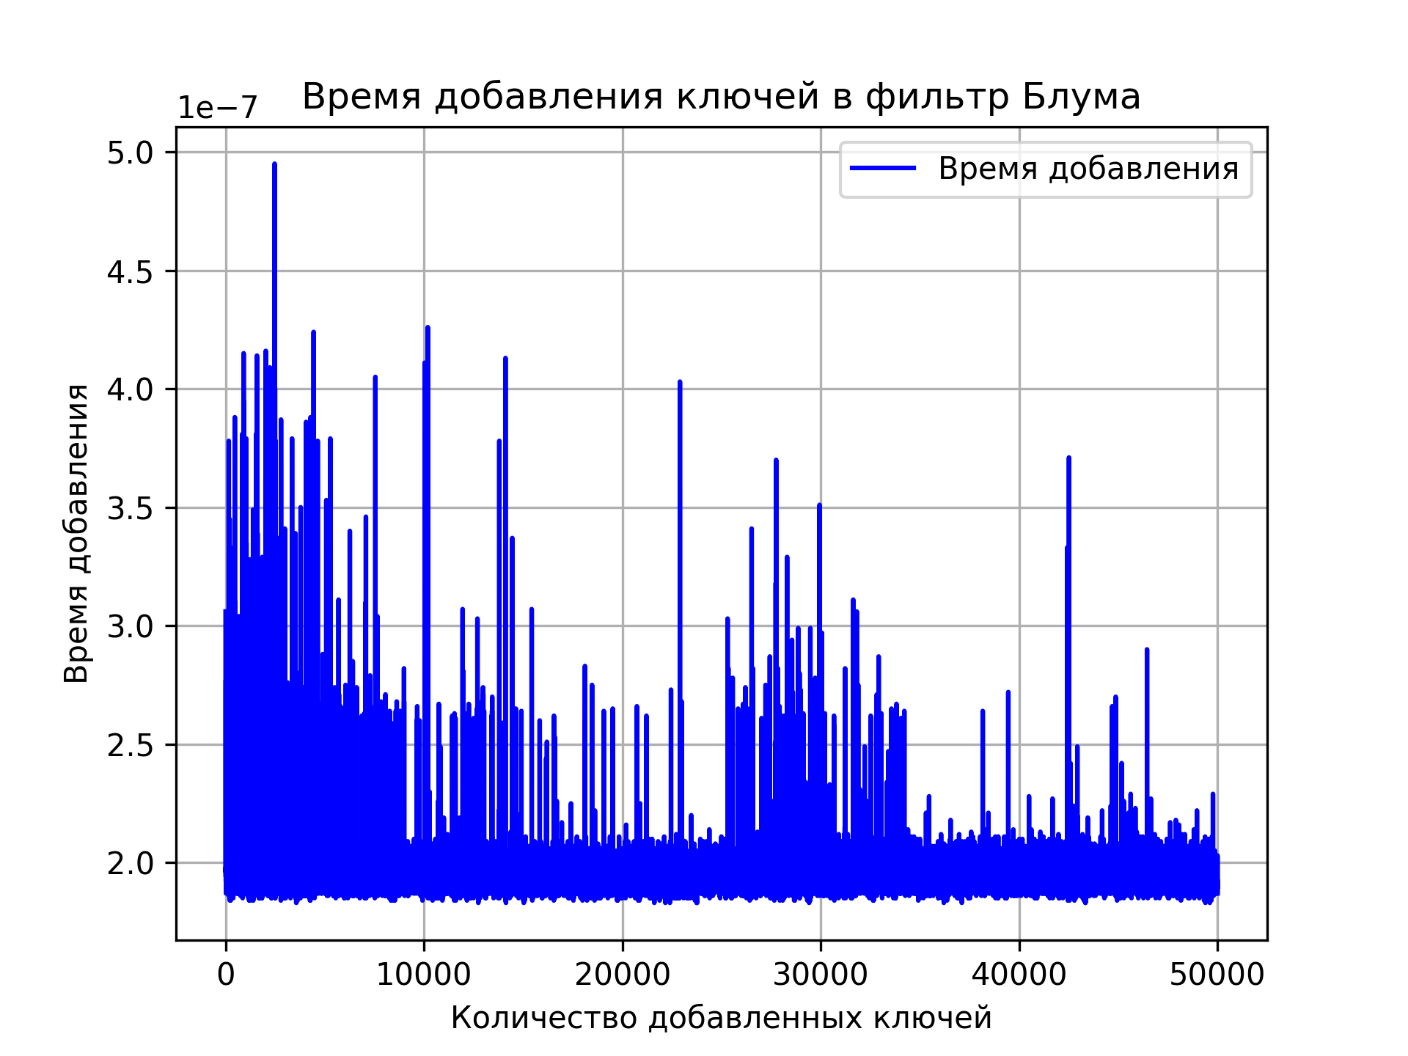 Время добавления ключей в фильтр Блума
1e−7
Время добавления
5.0
4.5
4.0
3.5
3.0
2.5
2.0
Время добавления
0 10000 20000 30000 40000 50000
Количество добавленных ключей